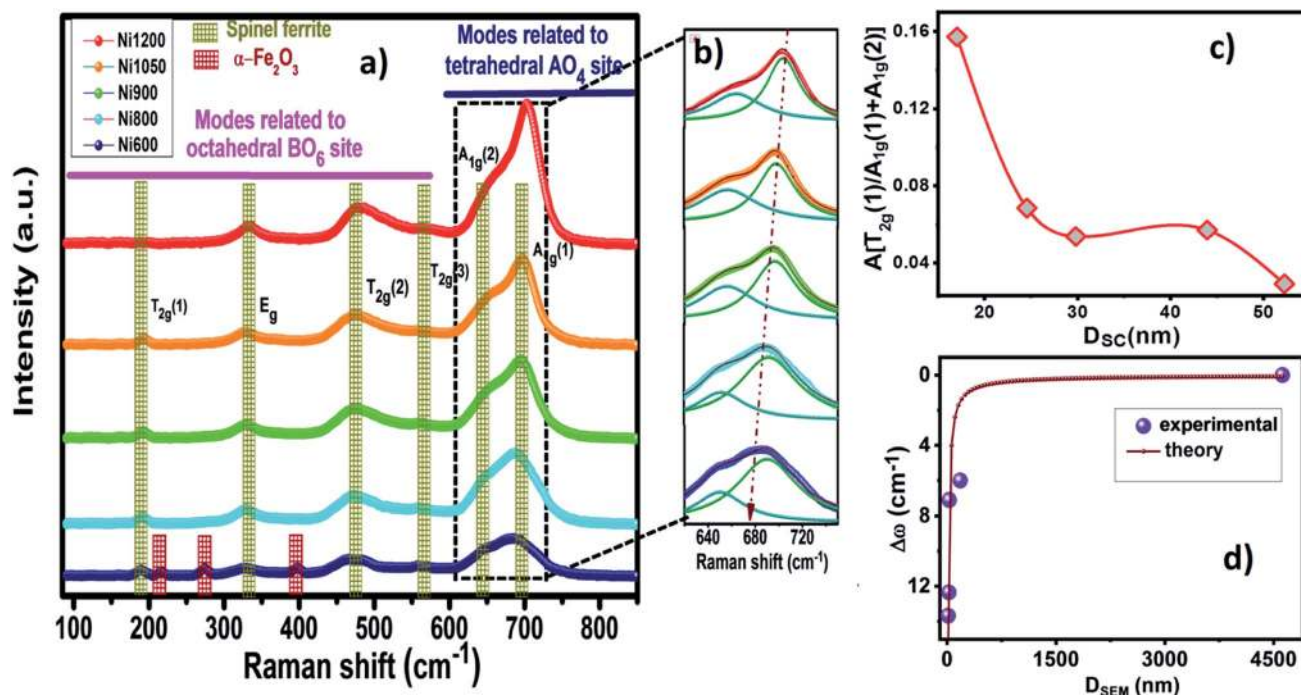 Ni1200
Ni1050
Ni900
Ni800
Ni600
Spinel ferrite
α-Fe₂O₃
a)
Modes related to
tetrahedral AO₄ site
Modes related to
octahedral BO₆ site
A₁g(2)
A₁g(1)
T₂g(1)
E_g
T₂g(2)
T₂g(3)
Intensity (a.u.)
100 200 300 400 500 600 700 800
Raman shift (cm⁻¹)
b)
640 680 720
Raman shift (cm⁻¹)
c)
A[T₂g(1)/A₁g(1)+A₁g(2)]
0.16
0.12
0.08
0.04
20 30 40 50
D_SC(nm)
d)
experimental
theory
Δω (cm⁻¹)
0
4
8
12
0 1500 3000 4500
D_SEM (nm)